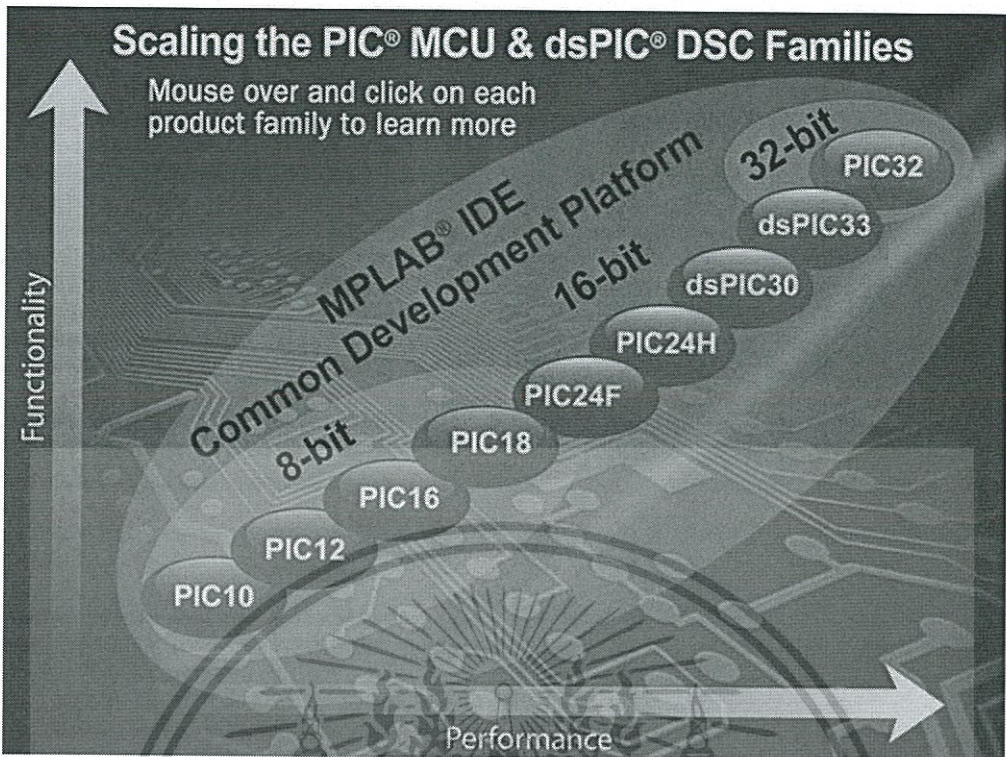 Scaling the PIC® MCU & dsPIC® DSC Families
Mouse over and click on each
product family to learn more
Functionality
MPLAB® IDE
Common Development Platform
32-bit
PIC32
dsPIC33
16-bit
dsPIC30
PIC24H
PIC24F
8-bit
PIC18
PIC16
PIC12
PIC10
Performance